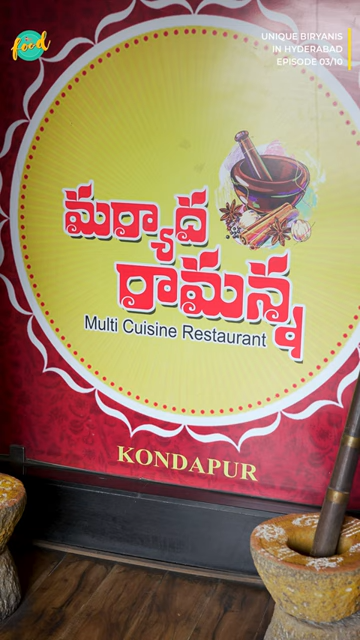 food
UNIQUE BIRYANIS
IN HYDERABAD
EPISODE 03/10
మర్యాద
రామన్న
Multi Cuisine Restaurant
KONDAPUR